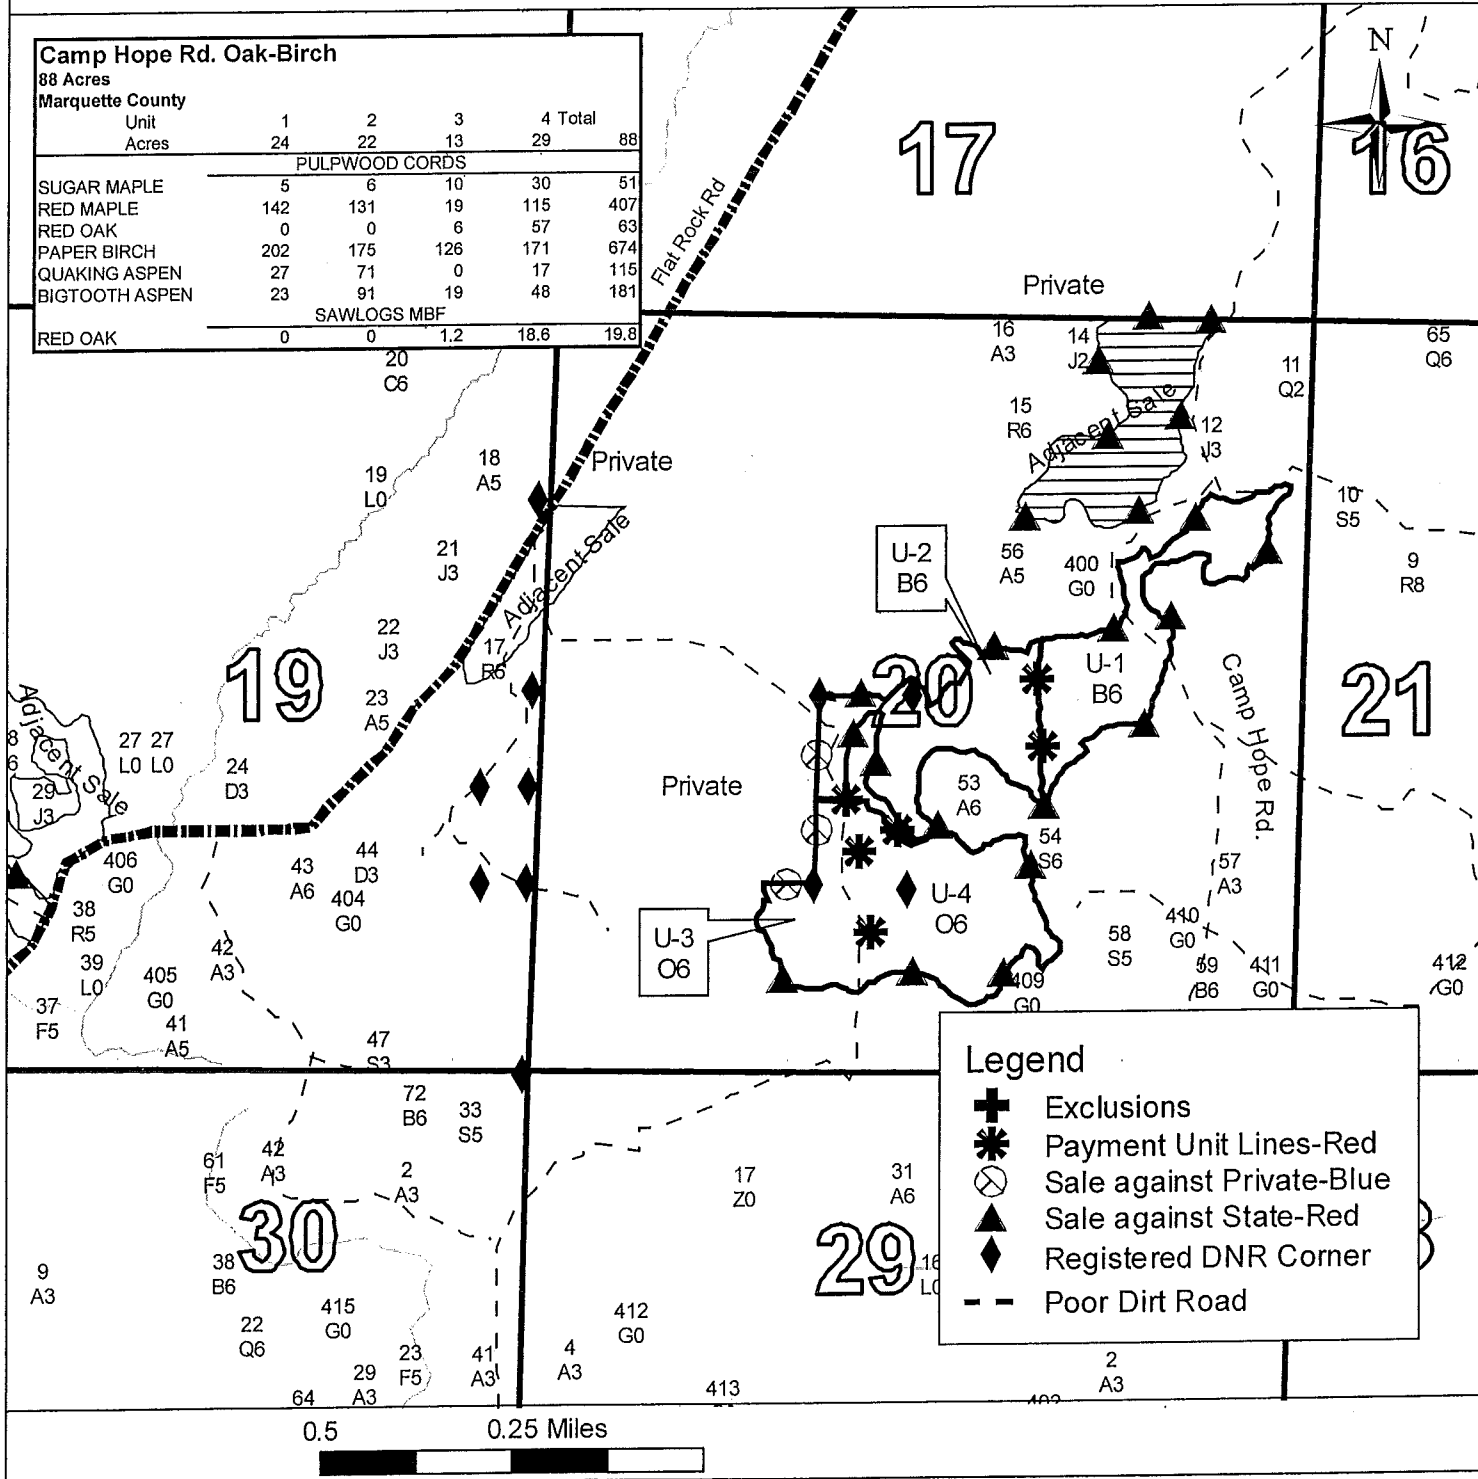 Camp Hope Rd. Oak-Birch
88 Acres
Marquette County
Unit 1 2 3 4 Total
Acres 24 22 13 29 88
PULPWOOD CORDS
SUGAR MAPLE 5 6 10 30 51
RED MAPLE 142 131 19 115 407
RED OAK 0 0 6 57 63
PAPER BIRCH 202 175 126 171 674
QUAKING ASPEN 27 71 0 17 115
BIGTOOTH ASPEN 23 91 19 48 181
SAWLOGS MBF
RED OAK 0 0 1.2 18.6 19.8
N
17
16
Flat Rock Rd
Private
16
A3
14
J2
65
Q6
11
Q2
20
C6
15
R6
Adjacent Sale
12
J3
Private
18
A5
19
L0
10
S5
21
J3
Adjacent Sale
U-2
B6
56
A5
400
G0
9
R8
22
J3
17
R6
19
20
U-1
B6
Camp Hope Rd.
21
23
A5
Adjacent Sale
8
6
27
L0
27
L0
24
D3
29
J3
Private
53
A6
54
S6
406
G0
43
A6
44
D3
404
G0
57
A3
38
R5
U-4
O6
U-3
O6
410
G0
58
S5
42
A3
39
L0
405
G0
59
B6
411
G0
412
G0
409
G0
37
F5
41
A5
47
S3
72
B6
33
S5
61
F5
42
A3
2
A3
17
Z0
31
A6
30
29
38
B6
9
A3
415
G0
22
Q6
412
G0
23
F5
41
A3
4
A3
29
A3
64
413
2
A3
Legend
Exclusions
Payment Unit Lines-Red
Sale against Private-Blue
Sale against State-Red
Registered DNR Corner
Poor Dirt Road
0.5 0.25 Miles